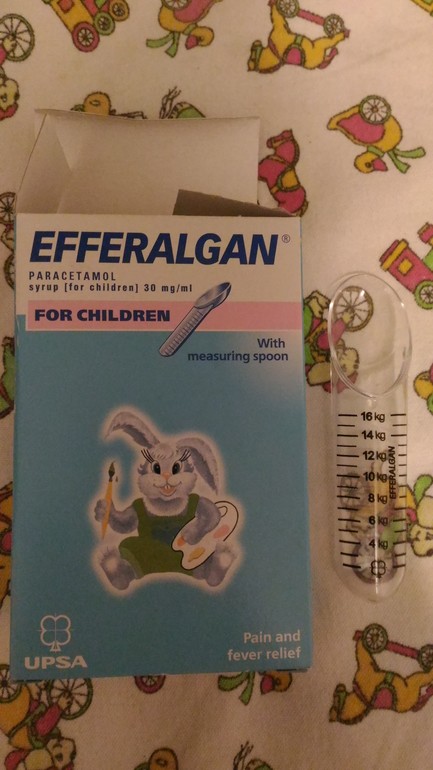 EFFERALGAN®
PARACETAMOL
syrup [for children] 30 mg/ml
FOR CHILDREN
With
measuring spoon
Pain and
fever relief
UPSA
16 kg
14 kg
12 kg
10 kg
8 kg
6 kg
4 kg
EFFERALGAN